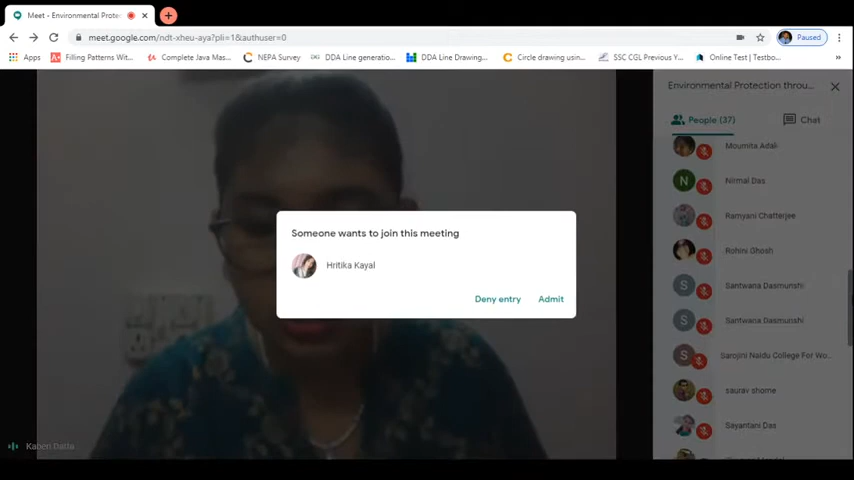 Meet - Environmental Prote
meet.google.com/ndt-xheu-aya?pli=1&authuser=0
Paused
Apps
Filling Patterns Wit...
Complete Java Mas...
NEPA Survey
DDA Line generatio...
DDA Line Drawing...
Circle drawing usin...
SSC CGL Previous Y...
Online Test | Testbo...
»
Environmental Protection throu...
People (37)
Chat
Moumita Adak
N
Nirmal Das
Ramyani Chatterjee
Rohini Ghosh
S
Santwana Dasmunshi
S
Santwana Dasmunshi
S
Sarojini Naidu College For Wo...
saurav shome
Sayantani Das
Someone wants to join this meeting
Hritika Kayal
Deny entry
Admit
Kaberi Datta